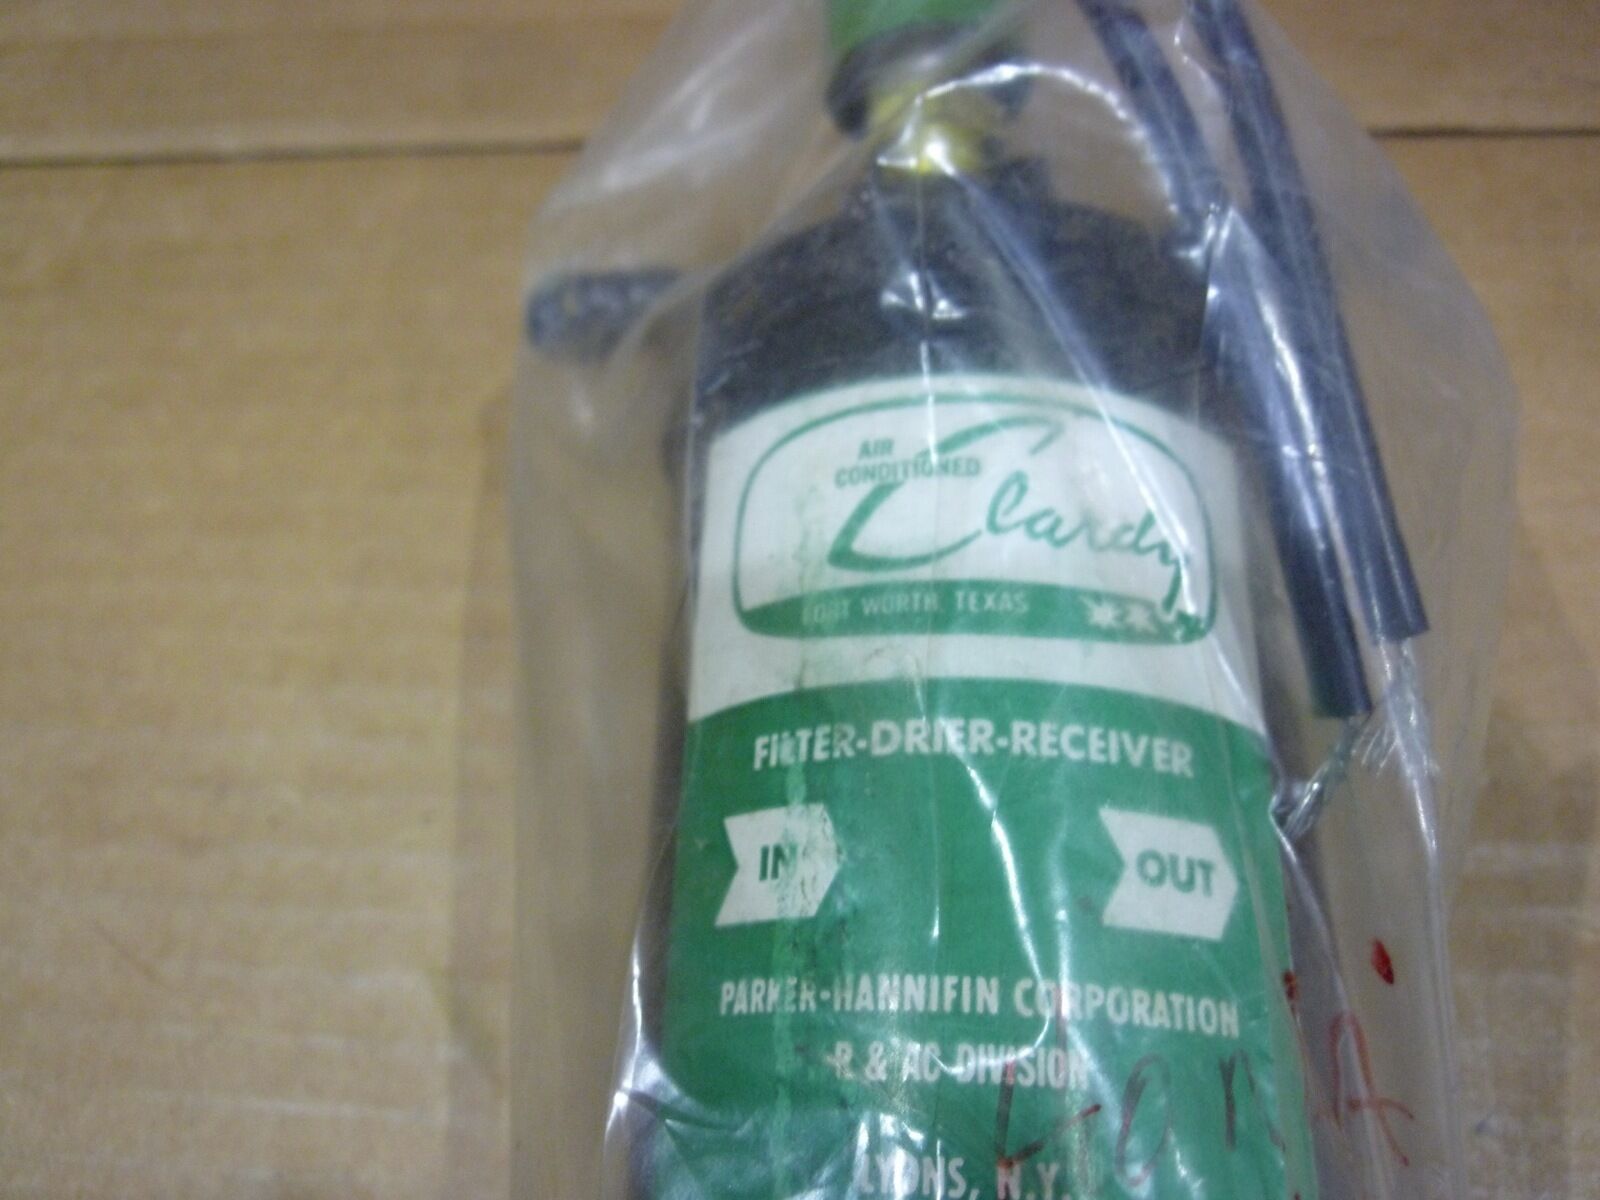 AIR
CONDITIONED
Clardy
FORT WORTH, TEXAS
FILTER-DRIER-RECEIVER
IN
OUT
PARKER-HANNIFIN CORPORATION
R & AC DIVISION
LYONS, N.Y.